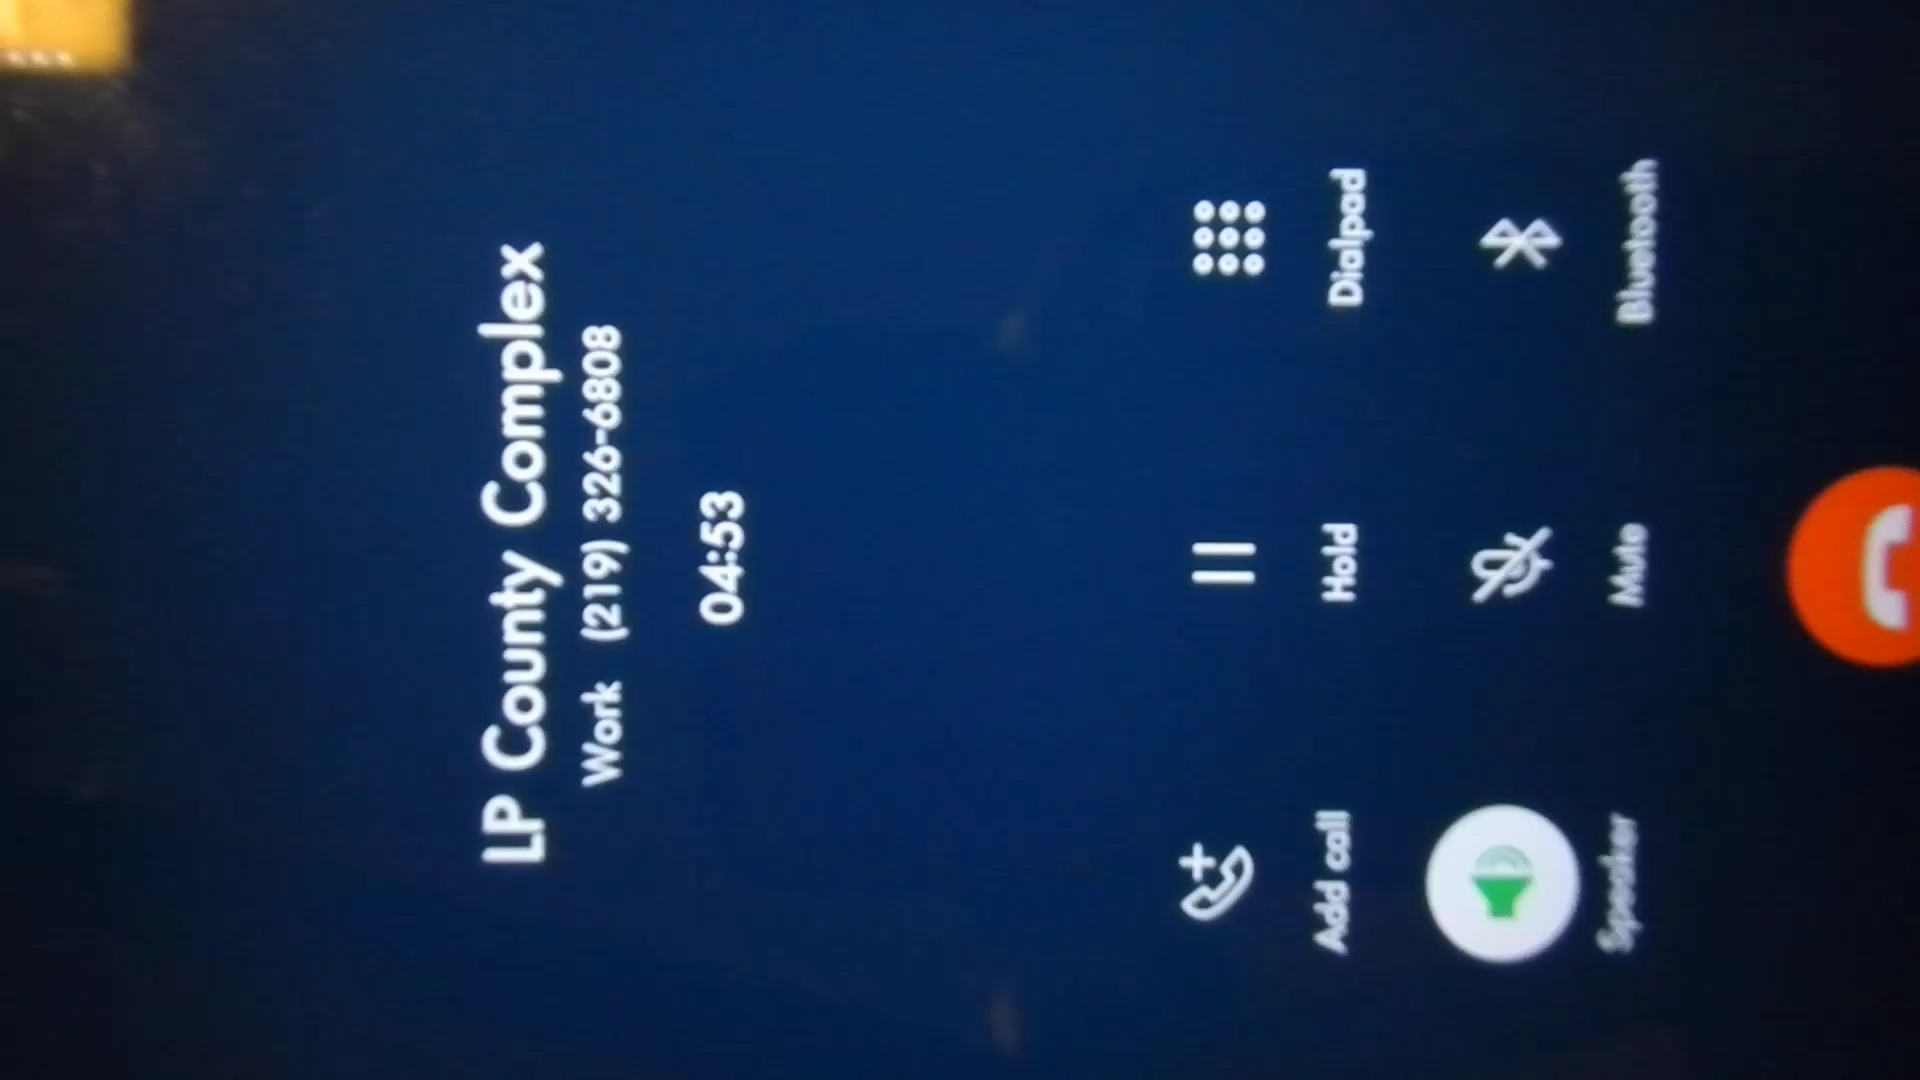 LP County Complex
Work (219) 326-6808
04:53
Add call
Hold
Dialpad
Speaker
Mute
Bluetooth